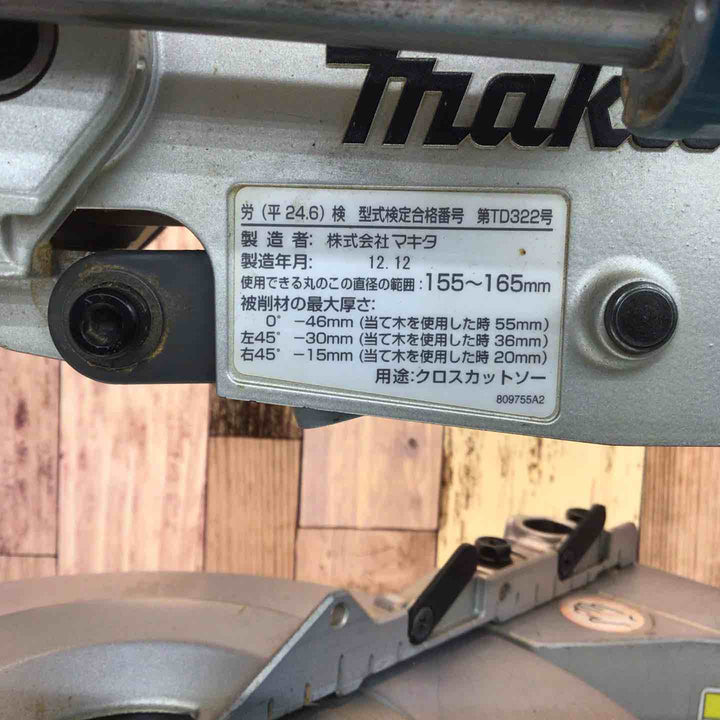 makita
労（平24.6）検　型式検定合格番号　第TD322号
製造者: 株式会社マキタ
製造年月: 12.12
使用できる丸のこの直径の範囲: 155〜165mm
被削材の最大厚さ:
0°　－46mm (当て木を使用した時 55mm)
左45°　－30mm (当て木を使用した時 36mm)
右45°　－15mm (当て木を使用した時 20mm)
用途:クロスカットソー
809755A2